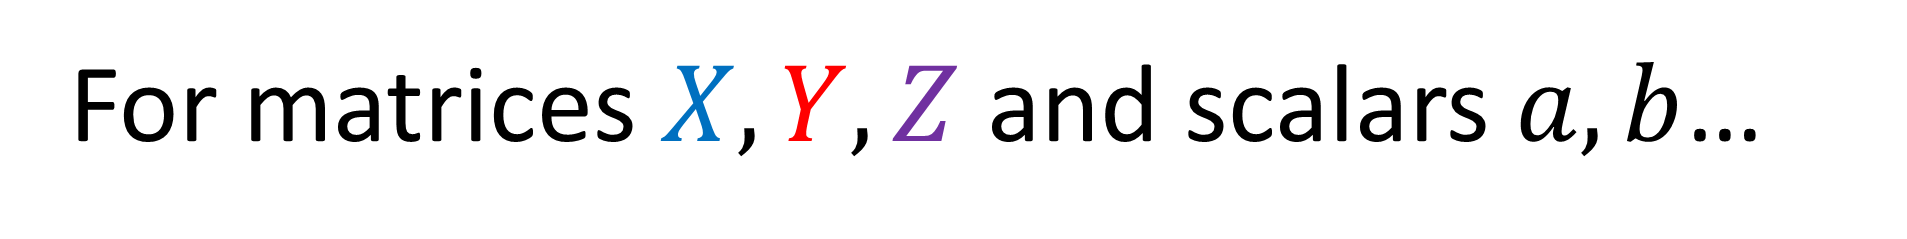 For matrices X, Y, Z and scalars a, b…